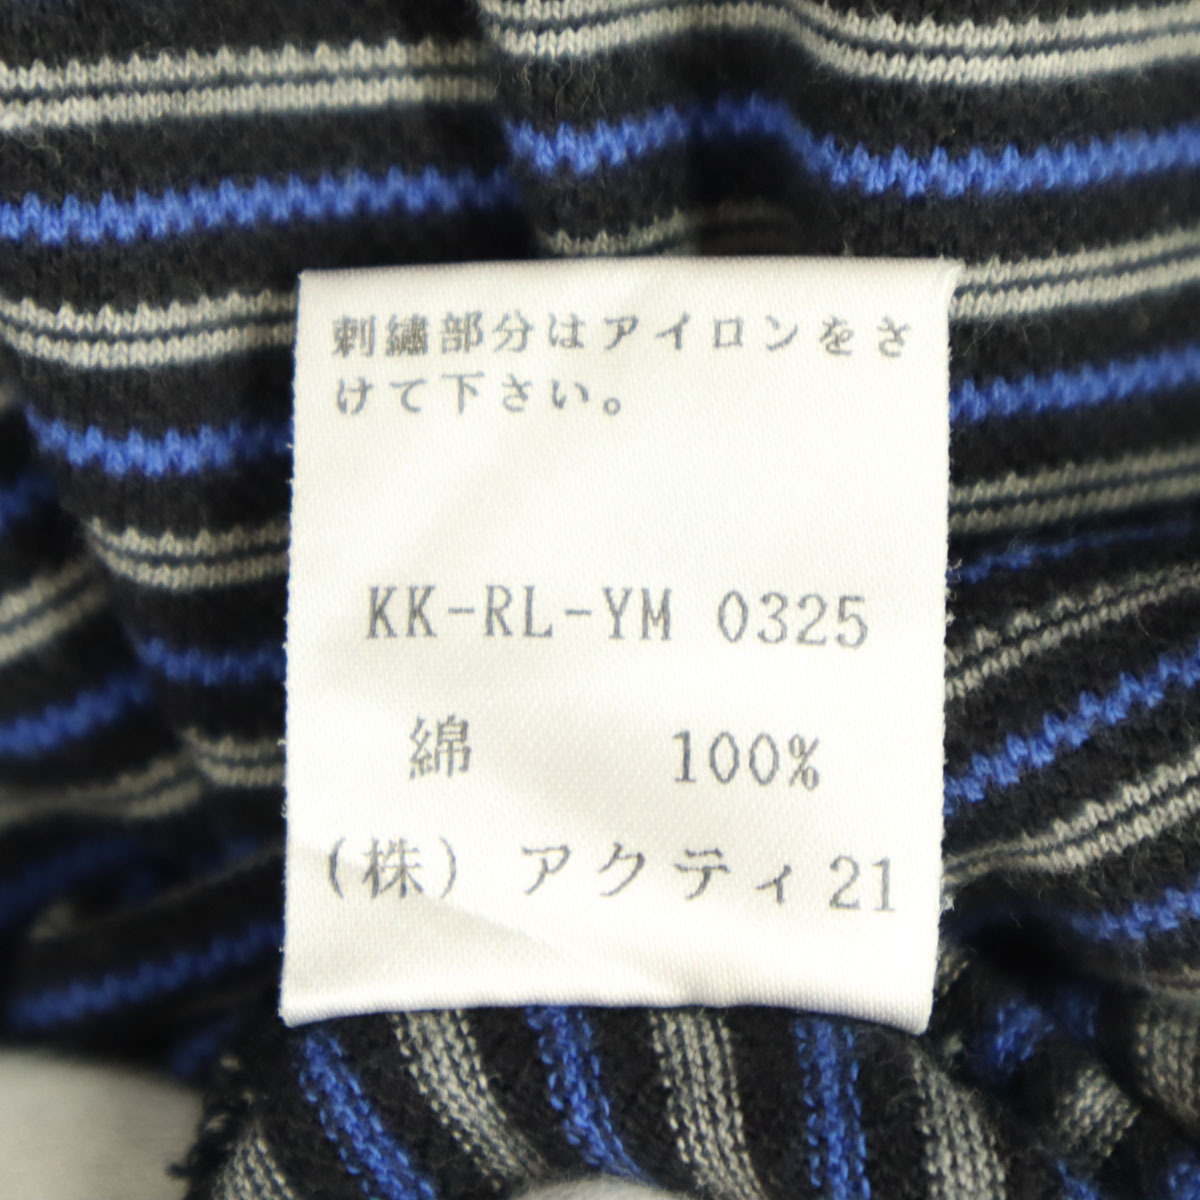 刺繍部分はアイロンをさ
けて下さい。
KK-RL-YM 0325
綿 100%
(株) アクティ21